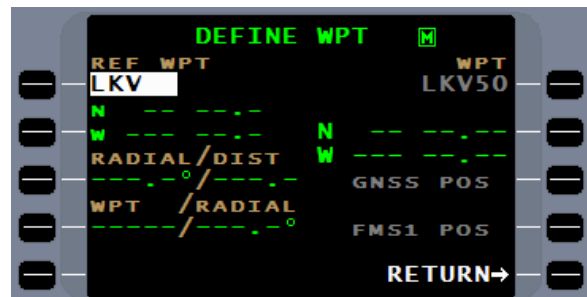 DEFINE WPT M
REF WPT WPT
LKV LKV50
N -- --.-
W --- --.- N -- --.--
RADIAL/DIST W --- --.--
---.-°/---.- GNSS POS
WPT /RADIAL
-----/---.-° FMS1 POS
RETURN→